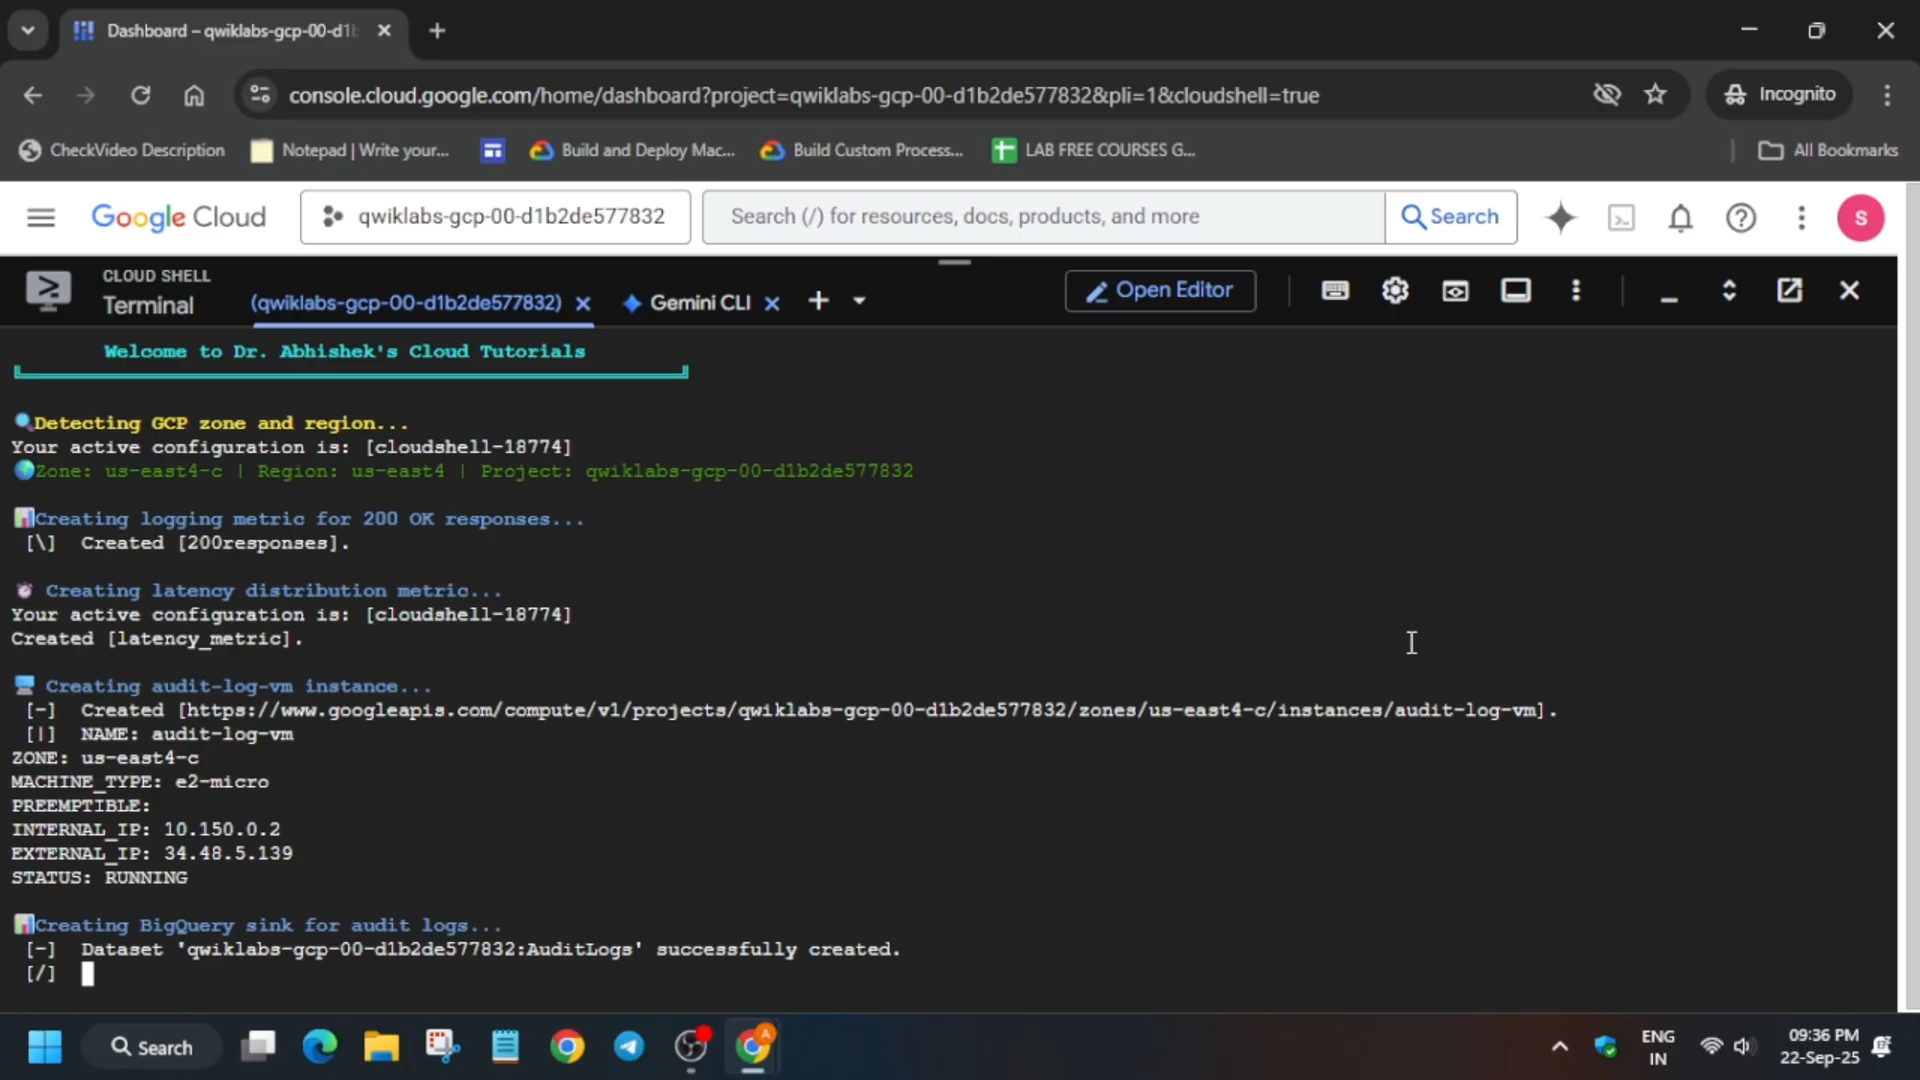 Dashboard – qwiklabs-gcp-00-d1b
console.cloud.google.com/home/dashboard?project=qwiklabs-gcp-00-d1b2de577832&pli=1&cloudshell=true
Incognito
CheckVideo Description
Notepad | Write your...
Build and Deploy Mac...
Build Custom Process...
LAB FREE COURSES G...
All Bookmarks
Google Cloud
qwiklabs-gcp-00-d1b2de577832
Search (/) for resources, docs, products, and more
Search
S
CLOUD SHELL
Terminal
(qwiklabs-gcp-00-d1b2de577832)
Gemini CLI
Open Editor
Welcome to Dr. Abhishek's Cloud Tutorials
Detecting GCP zone and region...
Your active configuration is: [cloudshell-18774]
Zone: us-east4-c | Region: us-east4 | Project: qwiklabs-gcp-00-d1b2de577832
Creating logging metric for 200 OK responses...
[\] Created [200responses].
Creating latency distribution metric...
Your active configuration is: [cloudshell-18774]
Created [latency_metric].
Creating audit-log-vm instance...
[-] Created [https://www.googleapis.com/compute/v1/projects/qwiklabs-gcp-00-d1b2de577832/zones/us-east4-c/instances/audit-log-vm].
[|] NAME: audit-log-vm
ZONE: us-east4-c
MACHINE_TYPE: e2-micro
PREEMPTIBLE:
INTERNAL_IP: 10.150.0.2
EXTERNAL_IP: 34.48.5.139
STATUS: RUNNING
Creating BigQuery sink for audit logs...
[-] Dataset 'qwiklabs-gcp-00-d1b2de577832:AuditLogs' successfully created.
[/]
Search
ENG
IN
09:36 PM
22-Sep-25